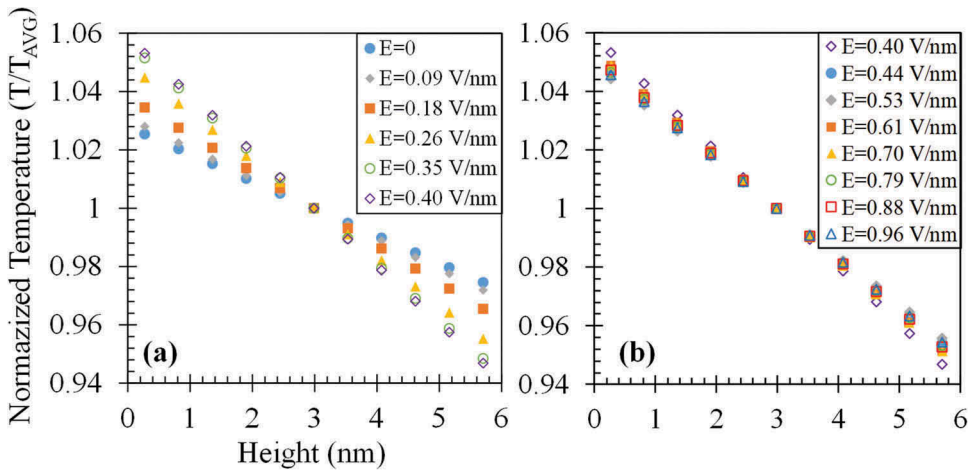 Normazized Temperature (T/T_AVG)
1.06
1.04
1.02
1
0.98
0.96
0.94
0
1
2
3
4
5
6
Height (nm)
(a)
E=0
E=0.09 V/nm
E=0.18 V/nm
E=0.26 V/nm
E=0.35 V/nm
E=0.40 V/nm
1.06
1.04
1.02
1
0.98
0.96
0.94
0
1
2
3
4
5
6
(b)
E=0.40 V/nm
E=0.44 V/nm
E=0.53 V/nm
E=0.61 V/nm
E=0.70 V/nm
E=0.79 V/nm
E=0.88 V/nm
E=0.96 V/nm